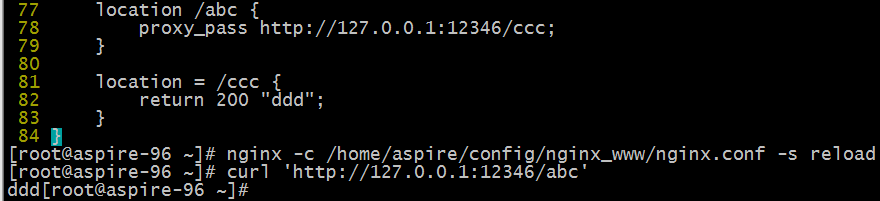 77 location /abc {
78 proxy_pass http://127.0.0.1:12346/ccc;
79 }
80
81 location = /ccc {
82 return 200 "ddd";
83 }
84 }
[root@aspire-96 ~]# nginx -c /home/aspire/config/nginx_www/nginx.conf -s reload
[root@aspire-96 ~]# curl 'http://127.0.0.1:12346/abc'
ddd[root@aspire-96 ~]#